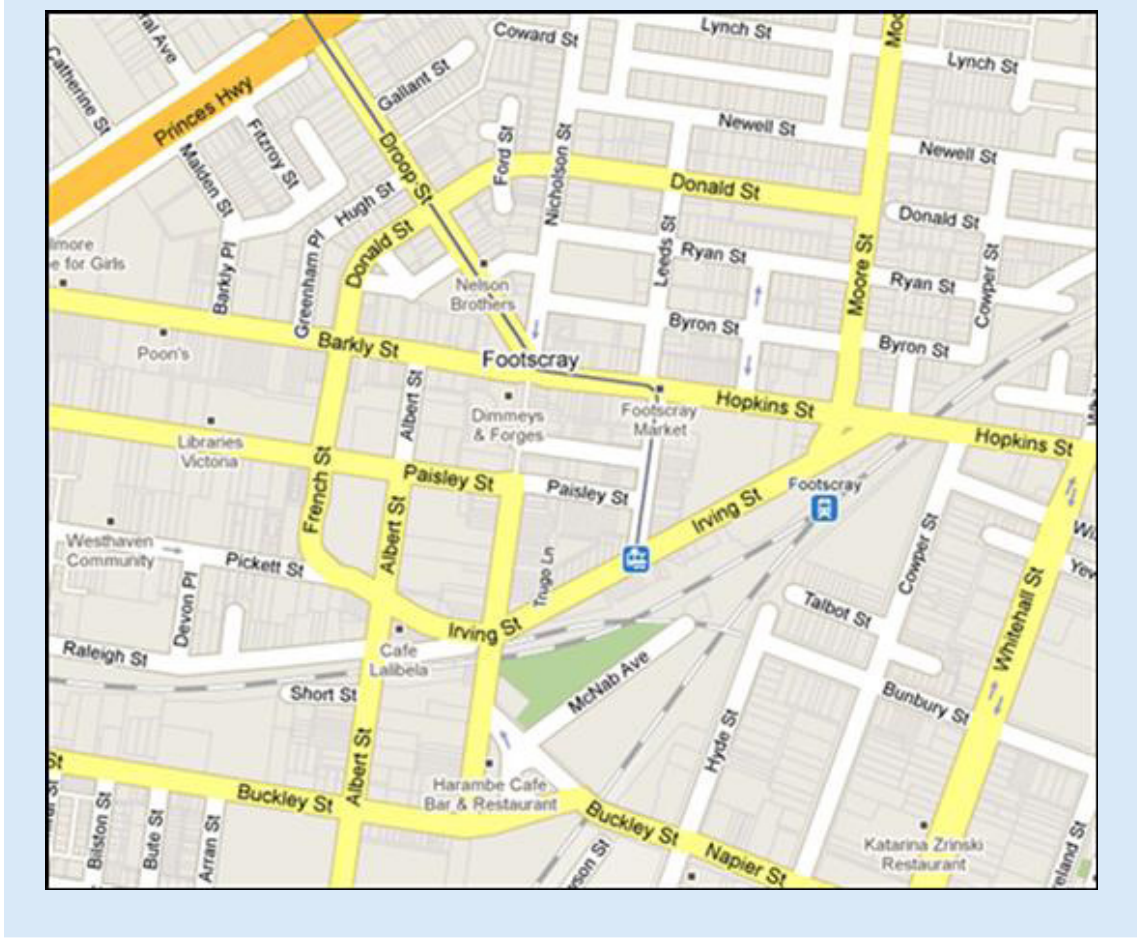 Coward St
Lynch St
Lynch St
Catherine St
Princes Hwy
Gallant St
Fitzroy St
Malden St
Droop St
Ford St
Nicholson St
Newell St
Newell St
Hugh St
Donald St
Donald St
Donald St
Barkly Pl
Greenham Pl
Leeds St
Ryan St
Ryan St
Moore St
Cowper St
for Girls
Nelson
Brothers
Byron St
Byron St
Poon's
Barkly St
Footscray
Albert St
Dimmeys
& Forges
Footscray
Market
Hopkins St
Hopkins St
Libraries
Victoria
French St
Paisley St
Paisley St
Irving St
Footscray
Westhaven
Community
Pickett St
Albert St
Trugo Ln
Cowper St
Whitehall St
Devon Pl
Talbot St
Raleigh St
Irving St
Cafe
Lalibela
Short St
McNab Ave
Bunbury St
Hyde St
Albert St
St
Buckley St
Harambe Cafe
Bar & Restaurant
Buckley St
Napier St
Bilston St
Bute St
Arran St
Katarina Zrinski
Restaurant